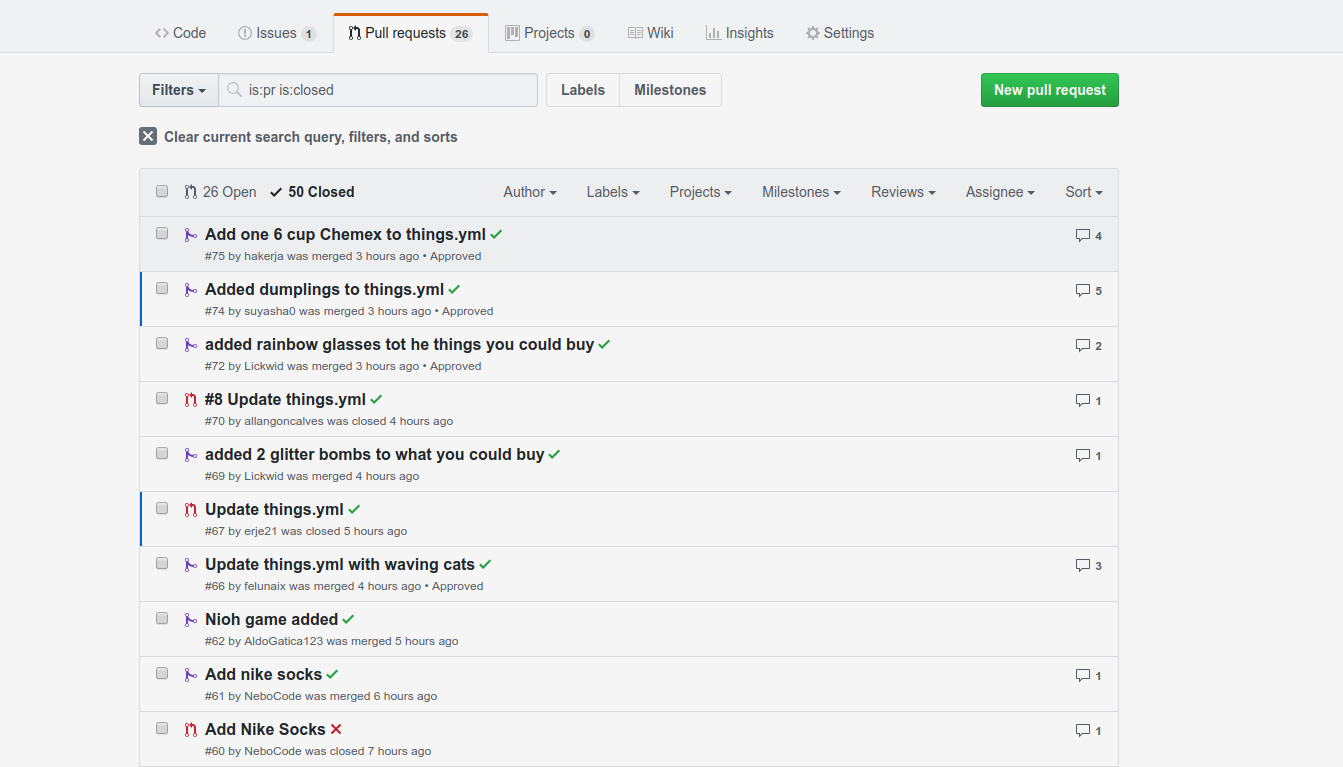 Code Issues 1 Pull requests 26 Projects 0 Wiki Insights Settings
Filters is:pr is:closed Labels Milestones New pull request
Clear current search query, filters, and sorts
26 Open 50 Closed Author Labels Projects Milestones Reviews Assignee Sort
Add one 6 cup Chemex to things.yml 4
#75 by hakerja was merged 3 hours ago • Approved
Added dumplings to things.yml 5
#74 by suyasha0 was merged 3 hours ago • Approved
added rainbow glasses tot he things you could buy 2
#72 by Lickwid was merged 3 hours ago • Approved
#8 Update things.yml 1
#70 by allangoncalves was closed 4 hours ago
added 2 glitter bombs to what you could buy 1
#69 by Lickwid was merged 4 hours ago
Update things.yml
#67 by erje21 was closed 5 hours ago
Update things.yml with waving cats 3
#66 by felunaix was merged 4 hours ago • Approved
Nioh game added
#62 by AldoGatica123 was merged 5 hours ago
Add nike socks 1
#61 by NeboCode was merged 6 hours ago
Add Nike Socks 1
#60 by NeboCode was closed 7 hours ago